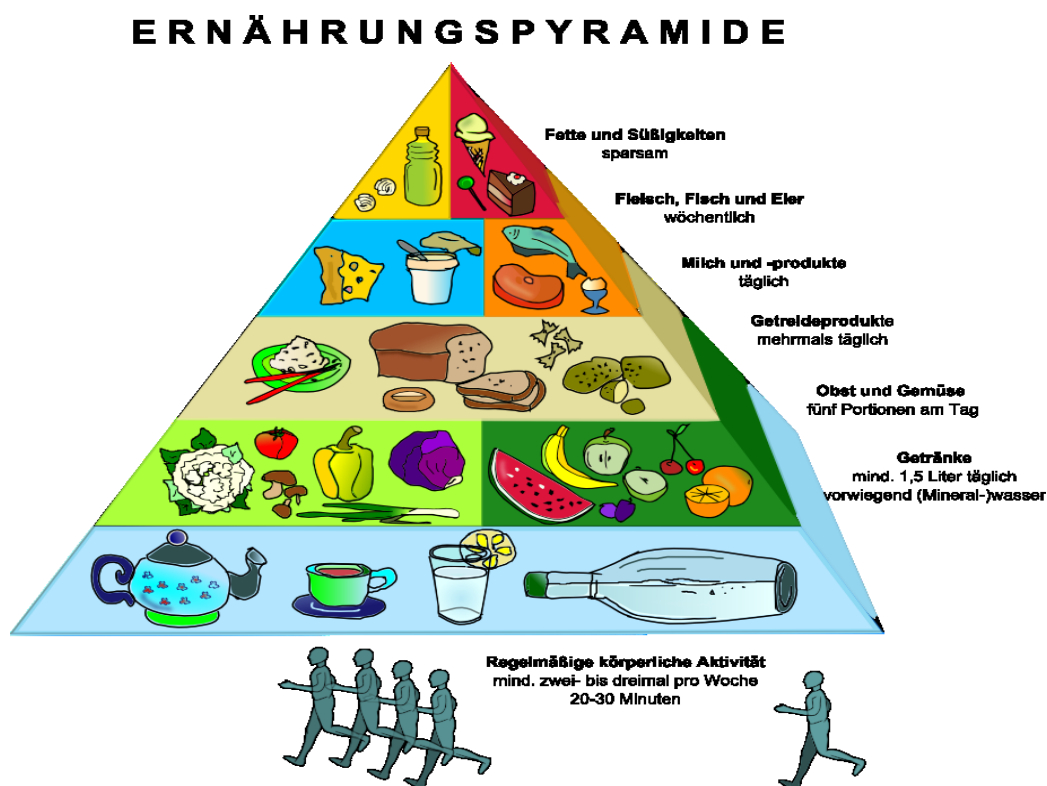 ERNÄHRUNGSPYRAMIDE
Fette und Süßigkeiten
sparsam
Fleisch, Fisch und Eier
wöchentlich
Milch und -produkte
täglich
Getreideprodukte
mehrmals täglich
Obst und Gemüse
fünf Portionen am Tag
Getränke
mind. 1,5 Liter täglich
vorwiegend (Mineral-)wasser
Regelmäßige körperliche Aktivität
mind. zwei- bis dreimal pro Woche
20-30 Minuten